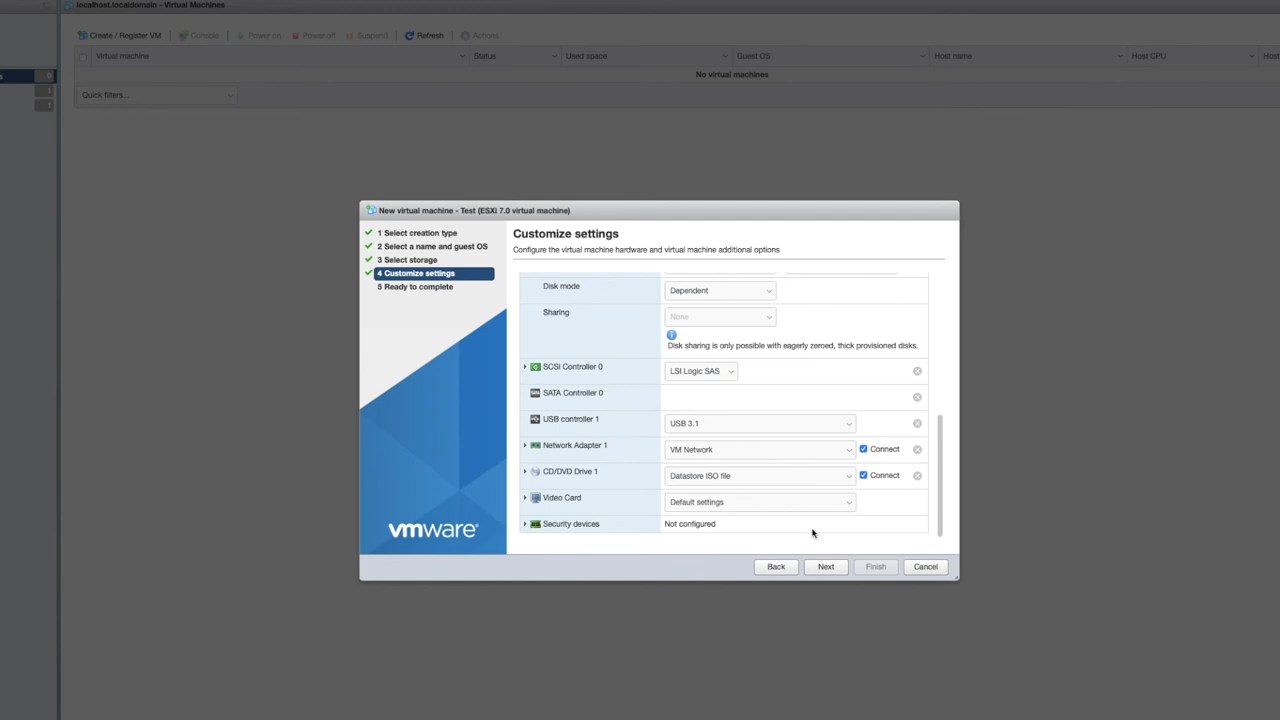 localhost.localdomain - Virtual Machines
Create / Register VM Console Power on Power off Suspend Refresh Actions
Virtual machine Status Used space Guest OS Host name Host CPU Host
0
No virtual machines
1
Quick filters...
1
New virtual machine - Test (ESXi 7.0 virtual machine)
1 Select creation type
2 Select a name and guest OS
3 Select storage
4 Customize settings
5 Ready to complete
vmware®
Customize settings
Configure the virtual machine hardware and virtual machine additional options
Disk mode Dependent
Sharing None
Disk sharing is only possible with eagerly zeroed, thick provisioned disks.
SCSI Controller 0 LSI Logic SAS
SATA Controller 0
USB controller 1 USB 3.1
Network Adapter 1 VM Network Connect
CD/DVD Drive 1 Datastore ISO file Connect
Video Card Default settings
Security devices Not configured
Back Next Finish Cancel